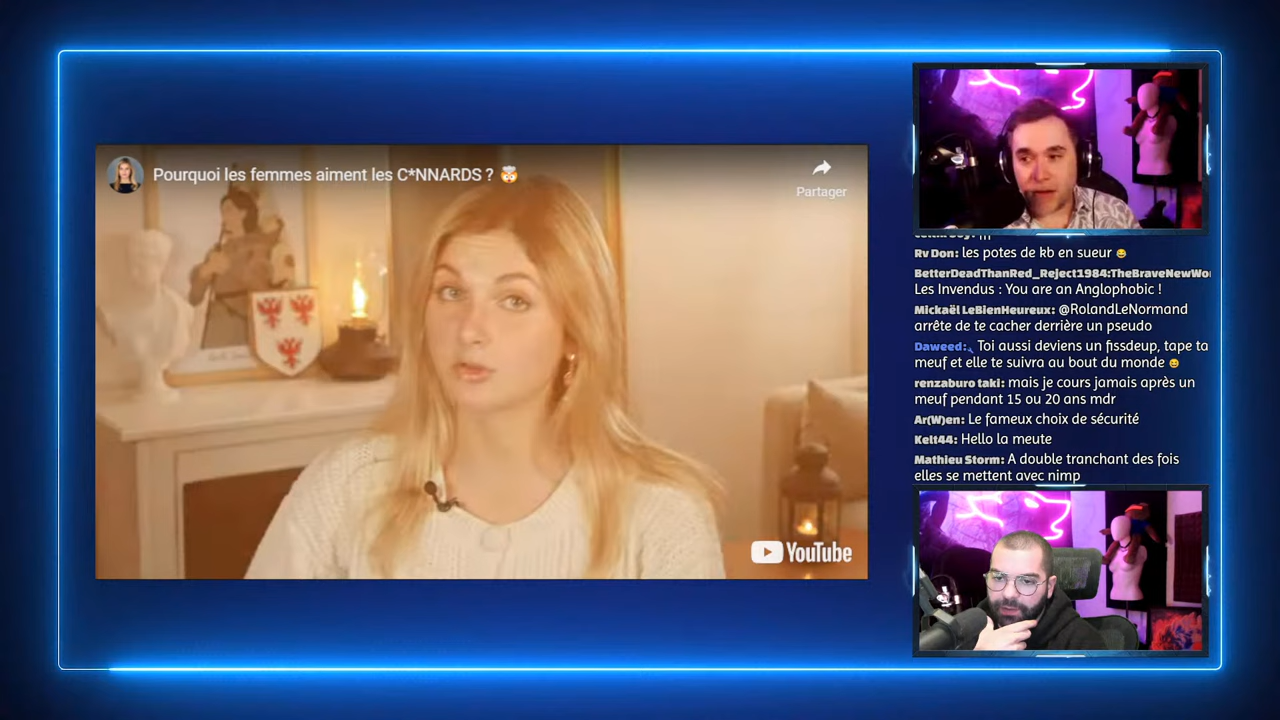 Pourquoi les femmes aiment les C*NNARDS ? 🤯
Partager
YouTube
Rv Don: les potes de kb en sueur 😂
BetterDeadThanRed_Reject1984:TheBraveNewWo
Les Invendus : You are an Anglophobic !
Mickaël LeBienHeureux: @RolandLeNormand
arrête de te cacher derrière un pseudo
Daweed: Toi aussi deviens un fissdeup, tape ta
meuf et elle te suivra au bout du monde 😂
renzaburo taki: mais je cours jamais après un
meuf pendant 15 ou 20 ans mdr
Ar(W)en: Le fameux choix de sécurité
Kelt44: Hello la meute
Mathieu Storm: A double tranchant des fois
elles se mettent avec nimp